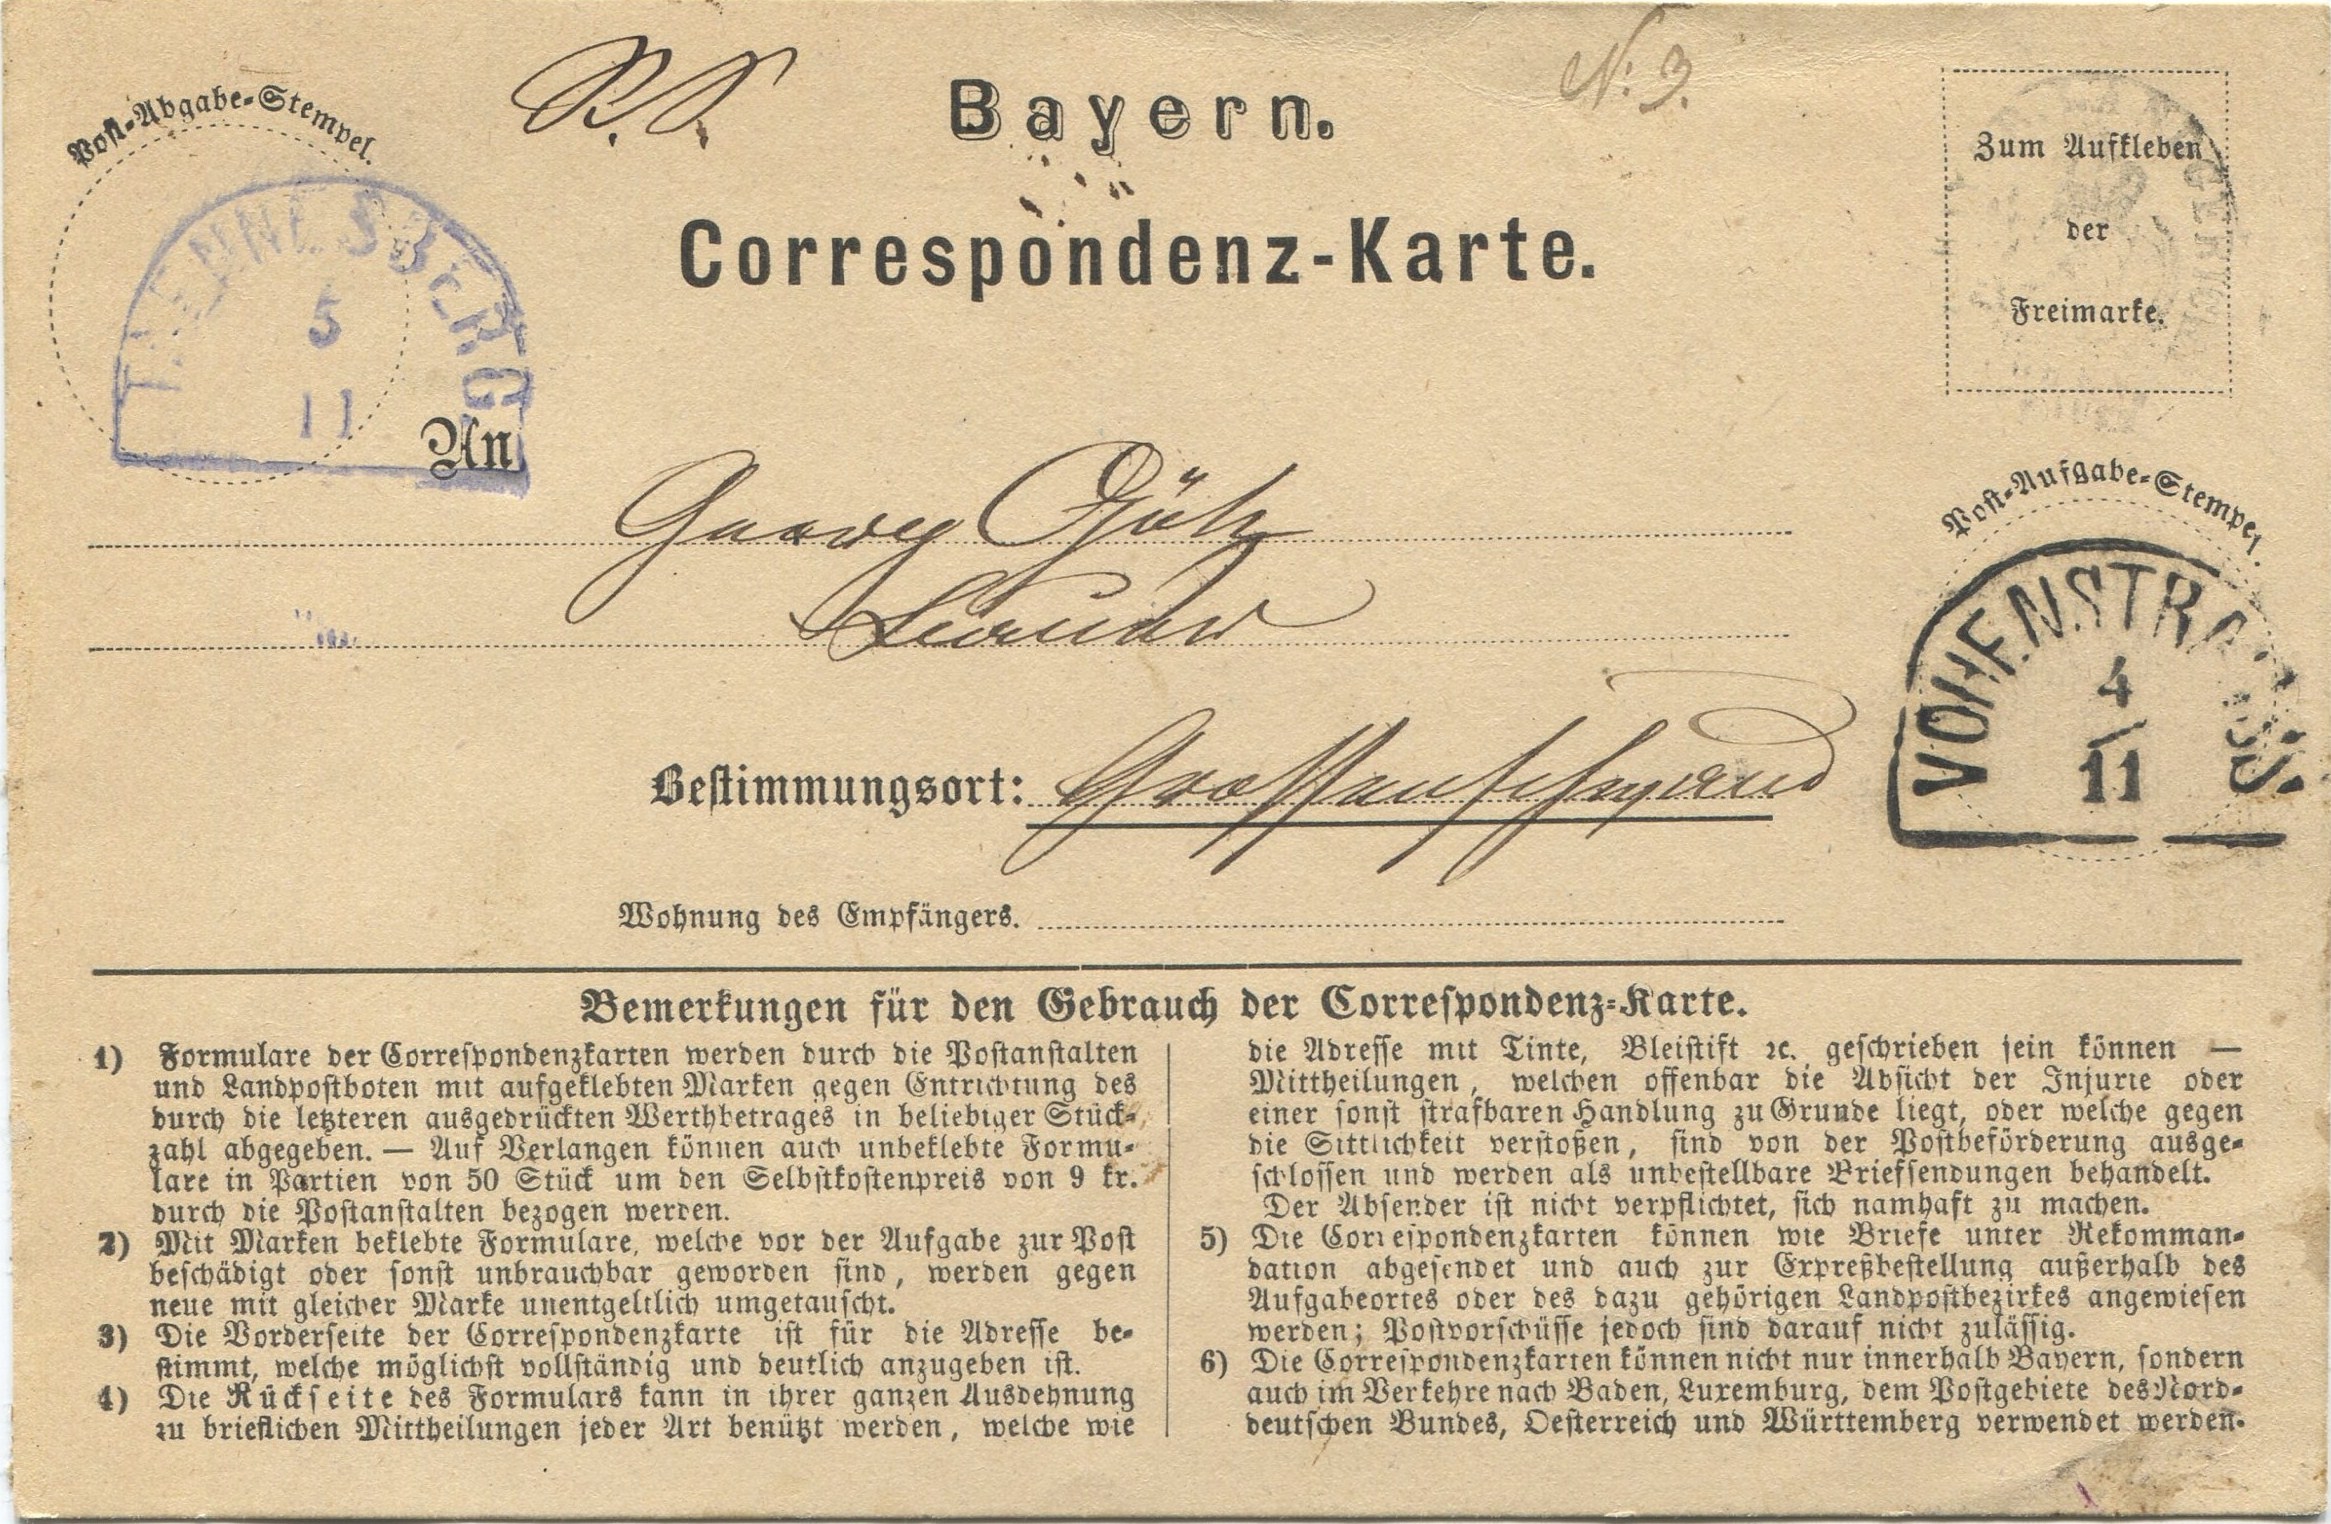 R. S.
N: 3.
Bayern.
Correspondenz-Karte.
Post-Abgabe-Stempel.
TAENNESBERG
5
11
Zum Aufkleben
der
Freimarke.
Post-Aufgabe-Stempel.
VOHENSTRAUSS
4
11
An
Georg Götz
Bestimmungsort:
Wohnung des Empfängers.
Bemerkungen für den Gebrauch der Correspondenz-Karte.
1) Formulare der Correspondenzkarten werden durch die Postanstalten
und Landpostboten mit aufgeklebten Marken gegen Entrichtung des
durch die letzteren ausgedrückten Werthbetrages in beliebiger Stück-
zahl abgegeben. — Auf Verlangen können auch unbeklebte Formu-
lare in Partien von 50 Stück um den Selbstkostenpreis von 9 kr.
durch die Postanstalten bezogen werden.
2) Mit Marken beklebte Formulare, welche vor der Aufgabe zur Post
beschädigt oder sonst unbrauchbar geworden sind, werden gegen
neue mit gleicher Marke unentgeltlich umgetauscht.
3) Die Vorderseite der Correspondenzkarte ist für die Adresse be-
stimmt, welche möglichst vollständig und deutlich anzugeben ist.
4) Die Rückseite des Formulars kann in ihrer ganzen Ausdehnung
zu brieflichen Mittheilungen jeder Art benützt werden, welche wie
die Adresse mit Tinte, Bleistift ꝛc. geschrieben sein können —
Mittheilungen, welchen offenbar die Absicht der Injurie oder
einer sonst strafbaren Handlung zu Grunde liegt, oder welche gegen
die Sittlichkeit verstoßen, sind von der Postbeförderung ausge-
schlossen und werden als unbestellbare Briefsendungen behandelt.
Der Absender ist nicht verpflichtet, sich namhaft zu machen.
5) Die Correspondenzkarten können wie Briefe unter Rekomman-
dation abgesendet und auch zur Expreßbestellung außerhalb des
Aufgabeortes oder des dazu gehörigen Landpostbezirkes angewiesen
werden; Postvorschüsse jedoch sind darauf nicht zulässig.
6) Die Correspondenzkarten können nicht nur innerhalb Bayern, sondern
auch im Verkehre nach Baden, Luxemburg, dem Postgebiete des Nord-
deutschen Bundes, Oesterreich und Württemberg verwendet werden.